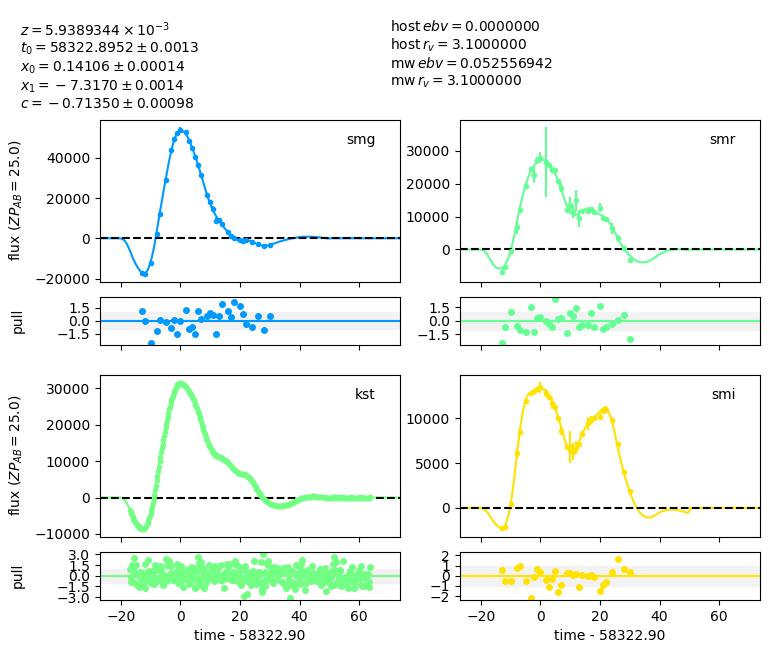 z = 5.9389344 × 10⁻³
t₀ = 58322.8952 ± 0.0013
x₀ = 0.14106 ± 0.00014
x₁ = −7.3170 ± 0.0014
c = −0.71350 ± 0.00098
host ebv = 0.0000000
host r_v = 3.1000000
mw ebv = 0.052556942
mw r_v = 3.1000000
smg
flux (ZP_AB = 25.0)
40000
20000
0
−20000
smr
30000
20000
10000
0
pull
1.5
0.0
−1.5
1.5
0.0
−1.5
kst
flux (ZP_AB = 25.0)
30000
20000
10000
0
−10000
smi
10000
5000
0
pull
3.0
1.5
0.0
−1.5
−3.0
2
1
0
−1
−2
−20 0 20 40 60
time - 58322.90
−20 0 20 40 60
time - 58322.90